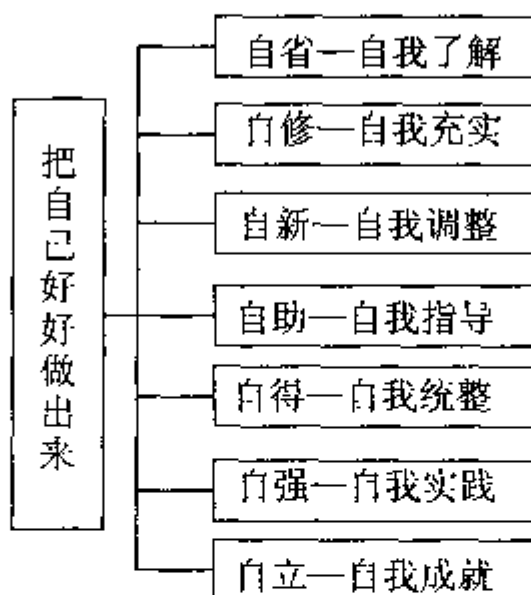 把自己好好做出来
自省—自我了解
自修—自我充实
自新—自我调整
自助—自我指导
自得—自我统整
自强—自我实践
自立—自我成就